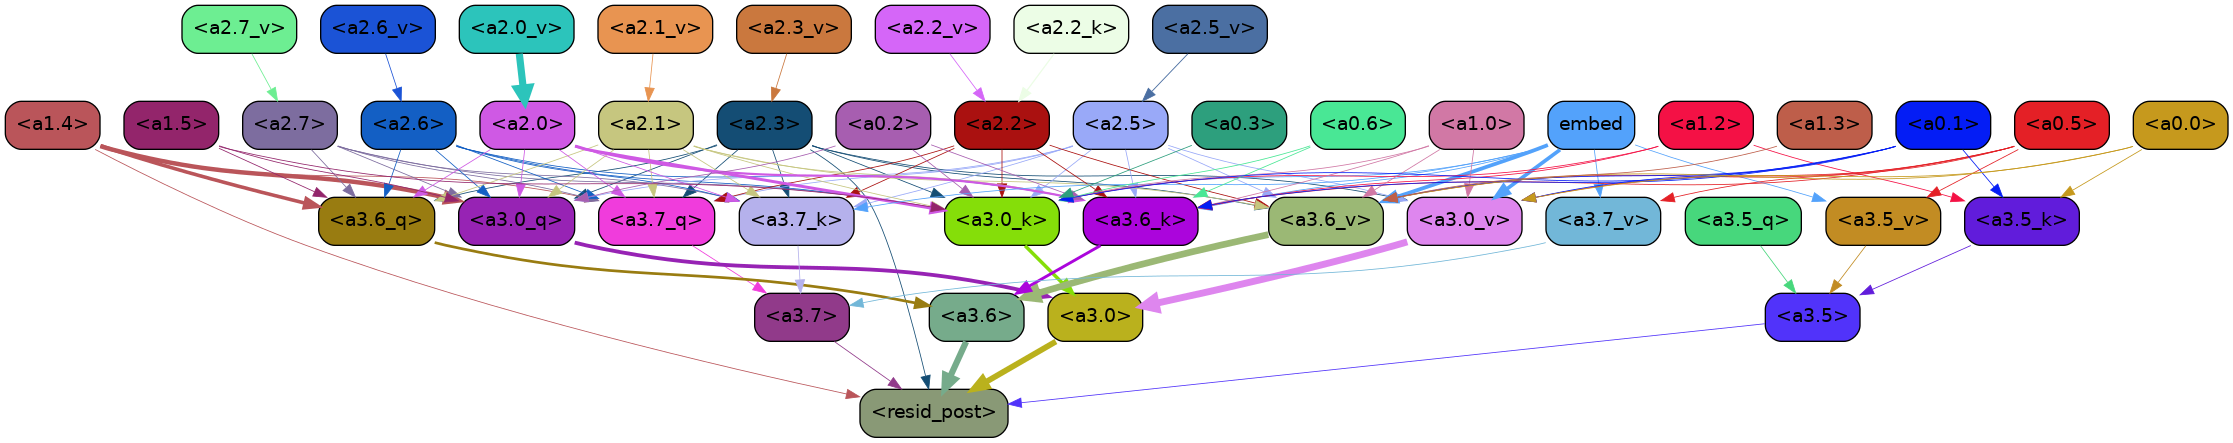 <a2.7_v> <a2.6_v> <a2.0_v> <a2.1_v> <a2.3_v> <a2.2_v> <a2.2_k> <a2.5_v>
<a1.4> <a1.5> <a2.7> <a2.6> <a2.0> <a2.1> <a2.3> <a0.2> <a2.2> <a2.5> <a0.3> <a0.6> <a1.0> embed <a1.2> <a1.3> <a0.1> <a0.5> <a0.0>
<a3.6_q> <a3.0_q> <a3.7_q> <a3.7_k> <a3.0_k> <a3.6_k> <a3.6_v> <a3.0_v> <a3.7_v> <a3.5_q> <a3.5_v> <a3.5_k>
<a3.7> <a3.6> <a3.0> <a3.5>
<resid_post>